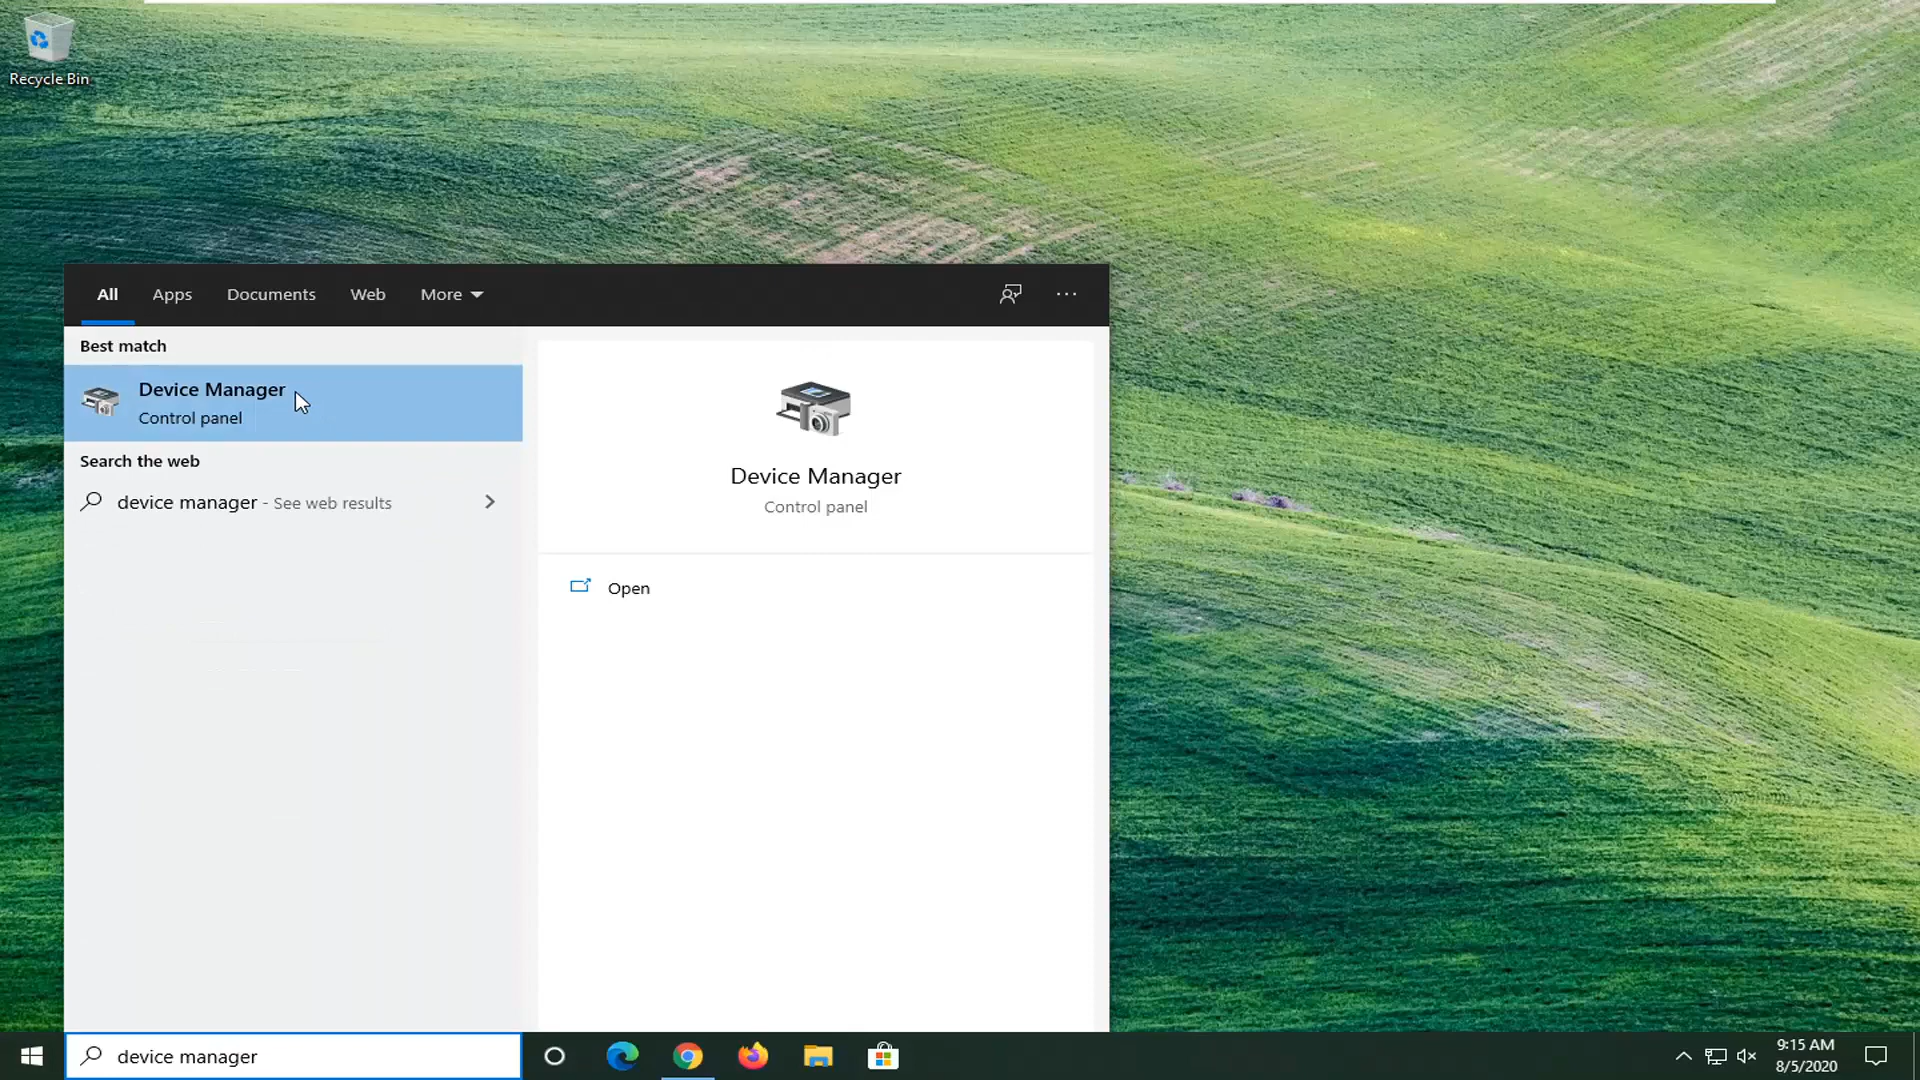 Recycle Bin
All Apps Documents Web More
Best match
Device Manager
Control panel
Search the web
device manager - See web results
Device Manager
Control panel
Open
device manager
9:15 AM
8/5/2020